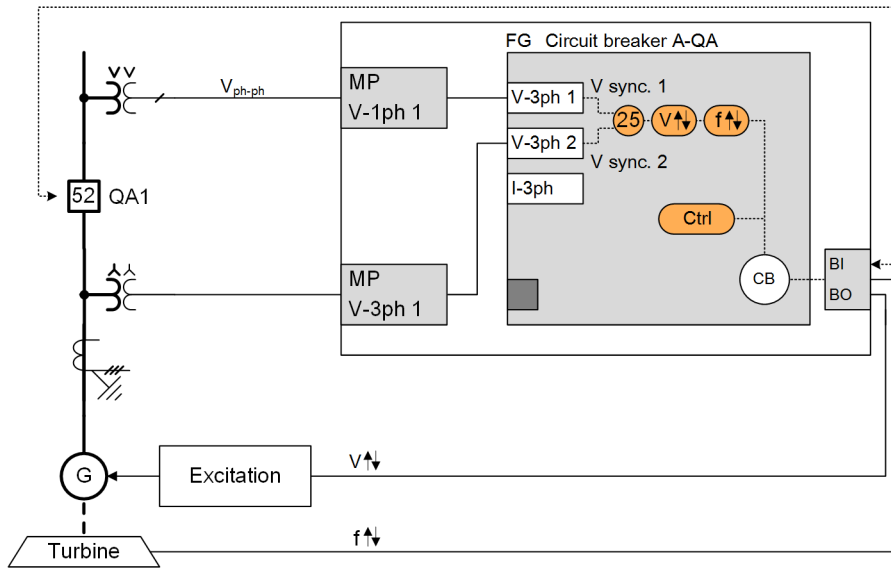 FG Circuit breaker A-QA
MP
V-1ph 1
Vph-ph
V-3ph 1
V sync. 1
25
V
f
V-3ph 2
V sync. 2
52
QA1
I-3ph
Ctrl
MP
V-3ph 1
CB
BI
BO
G
Excitation
V
Turbine
f